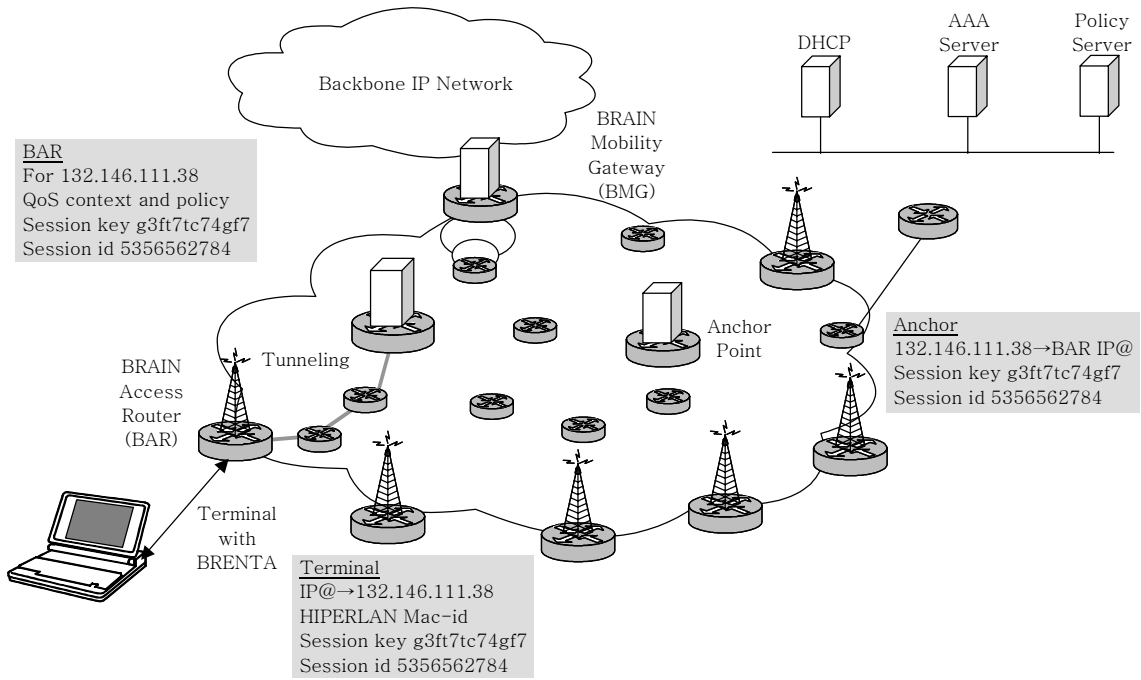 DHCP
AAA
Server
Policy
Server
Backbone IP Network
BRAIN
Mobility
Gateway
(BMG)
BAR
For 132.146.111.38
QoS context and policy
Session key g3ft7tc74gf7
Session id 5356562784
Anchor
132.146.111.38→BAR IP@
Session key g3ft7tc74gf7
Session id 5356562784
Anchor
Point
Tunneling
BRAIN
Access
Router
(BAR)
Terminal
with
BRENTA
Terminal
IP@→132.146.111.38
HIPERLAN Mac-id
Session key g3ft7tc74gf7
Session id 5356562784